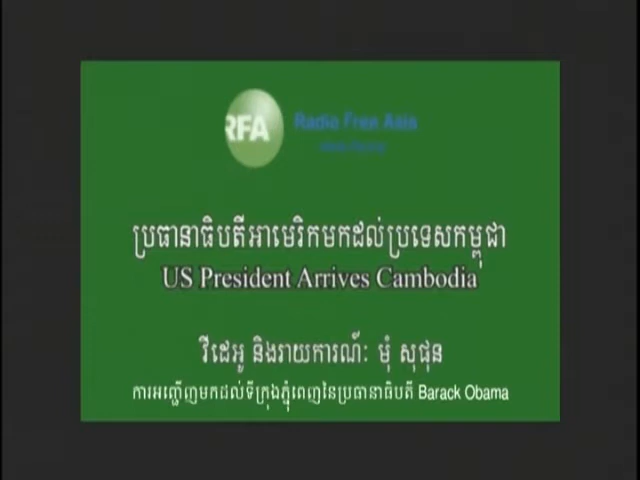 RFA
Radio Free Asia
ប្រធានាធិបតីអាមេរិកមកដល់ប្រទេសកម្ពុជា
US President Arrives Cambodia
វីដេអូ និងរាយការណ៍: ម៉ុំ សុផុន
ការអញ្ជើញមកដល់ទីក្រុងភ្នំពេញនៃប្រធានាធិបតី Barack Obama